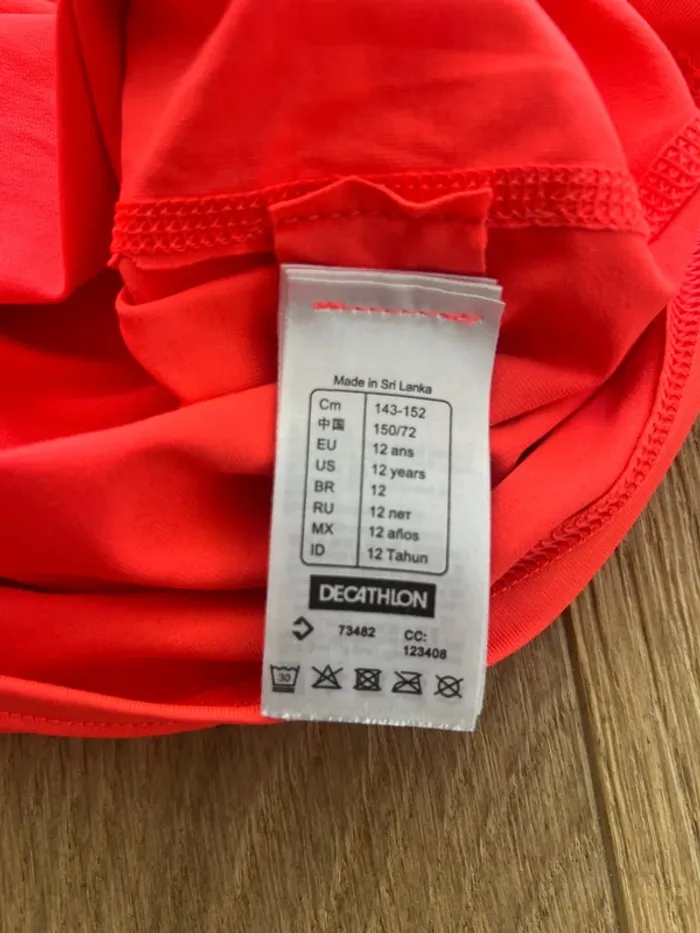 Made in Sri Lanka
Cm 143-152
中国 150/72
EU 12 ans
US 12 years
BR 12
RU 12 лет
MX 12 años
ID 12 Tahun
DECATHLON
73482 CC:
123408
30